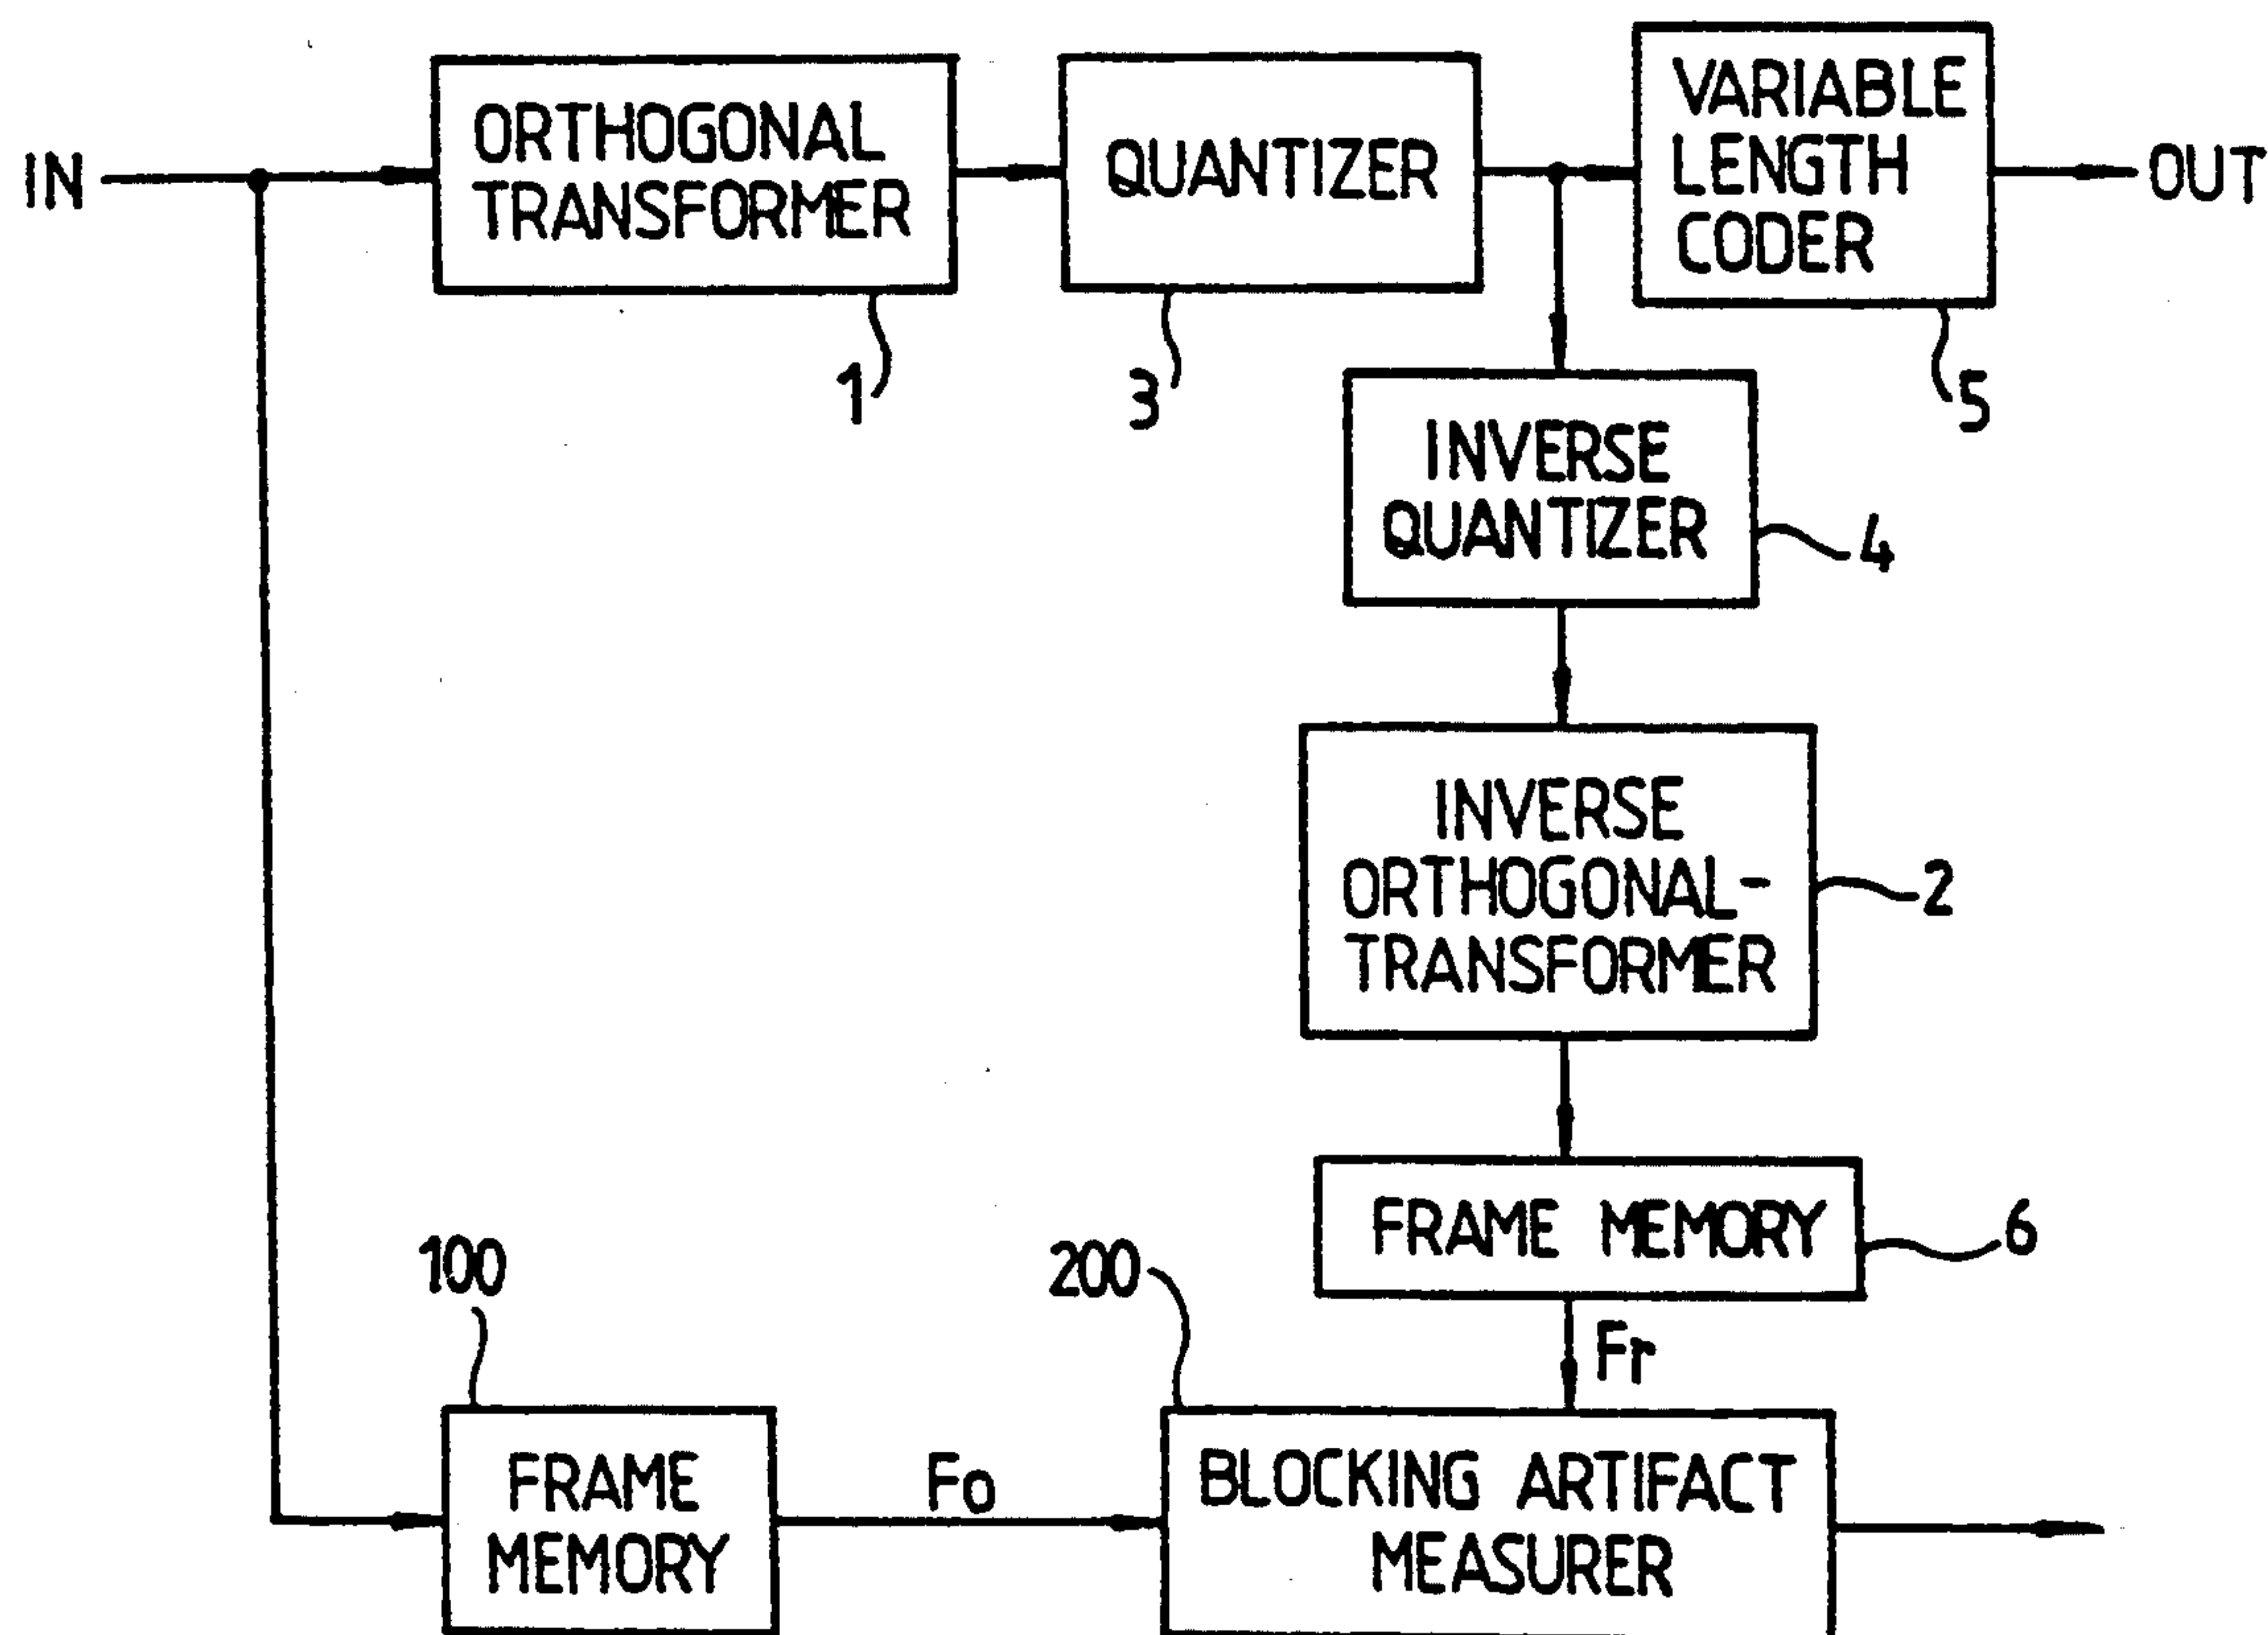 IN
ORTHOGONAL
TRANSFORMER
1
QUANTIZER
3
VARIABLE
LENGTH
CODER
5
OUT
INVERSE
QUANTIZER
4
INVERSE
ORTHOGONAL-
TRANSFORMER
2
FRAME MEMORY
6
Fr
100
FRAME
MEMORY
Fo
200
BLOCKING ARTIFACT
MEASURER